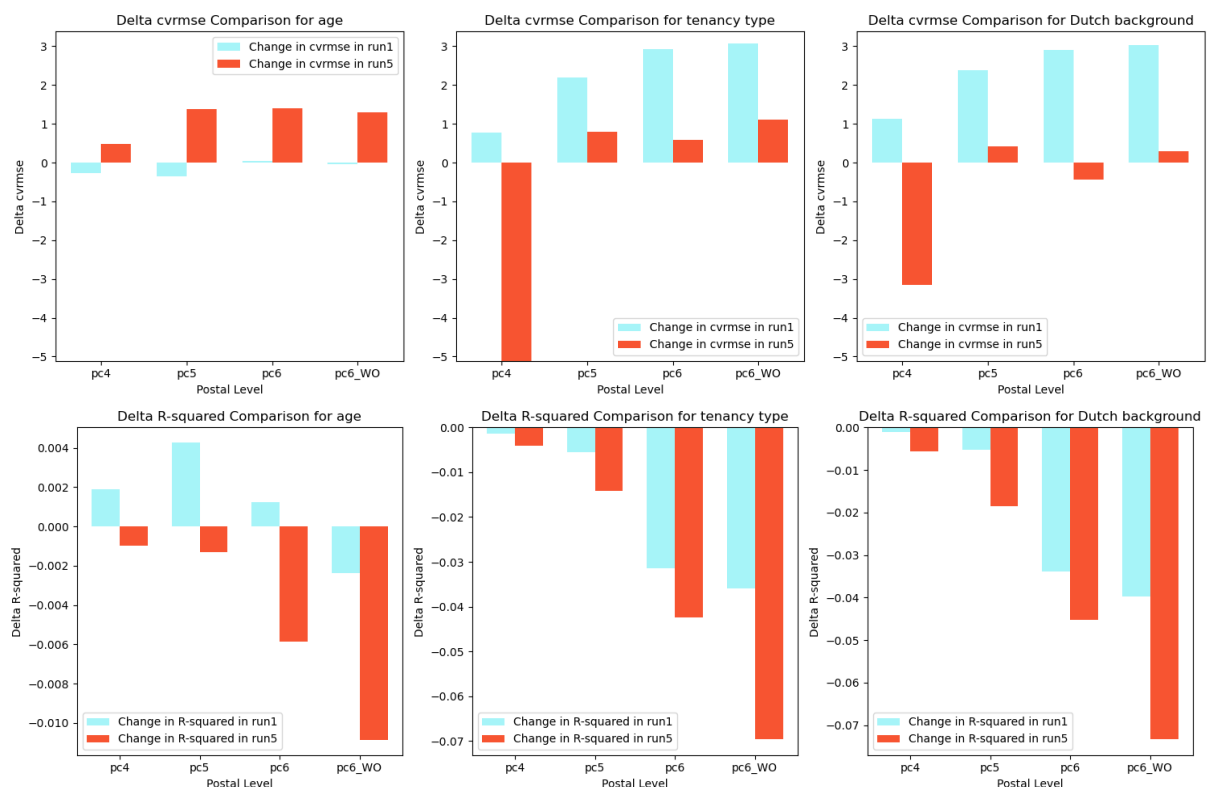 Delta cvrmse Comparison for age
3
2
1
0
−1
−2
−3
−4
−5
Delta cvrmse
Change in cvrmse in run1
Change in cvrmse in run5
pc4 pc5 pc6 pc6_WO
Postal Level
Delta cvrmse Comparison for tenancy type
3
2
1
0
−1
−2
−3
−4
−5
Delta cvrmse
Change in cvrmse in run1
Change in cvrmse in run5
pc4 pc5 pc6 pc6_WO
Postal Level
Delta cvrmse Comparison for Dutch background
3
2
1
0
−1
−2
−3
−4
−5
Delta cvrmse
Change in cvrmse in run1
Change in cvrmse in run5
pc4 pc5 pc6 pc6_WO
Postal Level
Delta R-squared Comparison for age
0.004
0.002
0.000
−0.002
−0.004
−0.006
−0.008
−0.010
Delta R-squared
Change in R-squared in run1
Change in R-squared in run5
pc4 pc5 pc6 pc6_WO
Postal Level
Delta R-squared Comparison for tenancy type
0.00
−0.01
−0.02
−0.03
−0.04
−0.05
−0.06
−0.07
Delta R-squared
Change in R-squared in run1
Change in R-squared in run5
pc4 pc5 pc6 pc6_WO
Postal Level
Delta R-squared Comparison for Dutch background
0.00
−0.01
−0.02
−0.03
−0.04
−0.05
−0.06
−0.07
Delta R-squared
Change in R-squared in run1
Change in R-squared in run5
pc4 pc5 pc6 pc6_WO
Postal Level